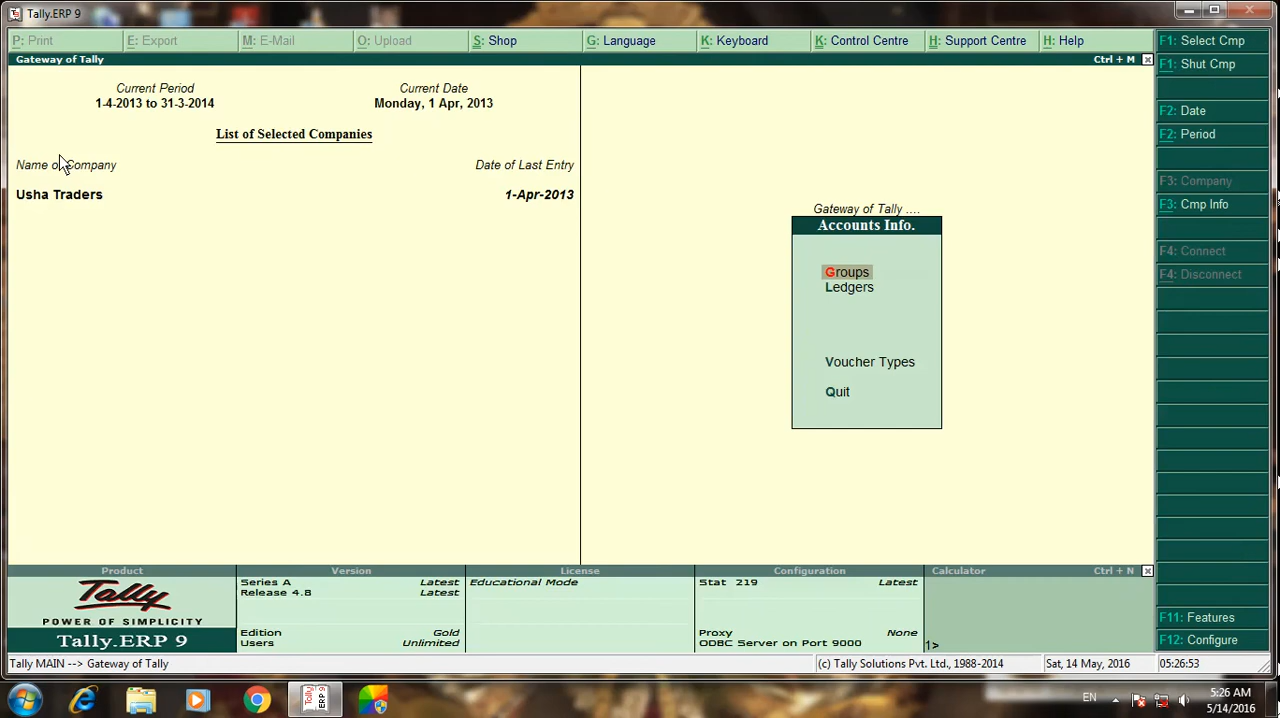 Tally.ERP 9
P: Print
E: Export
M: E-Mail
O: Upload
S: Shop
G: Language
K: Keyboard
K: Control Centre
H: Support Centre
H: Help
F1: Select Cmp
Gateway of Tally
Ctrl + M
F1: Shut Cmp
Current Period
1-4-2013 to 31-3-2014
Current Date
Monday, 1 Apr, 2013
F2: Date
F2: Period
List of Selected Companies
Name of Company
Date of Last Entry
F3: Company
Usha Traders
1-Apr-2013
F3: Cmp Info
Gateway of Tally ....
Accounts Info.
F4: Connect
Groups
F4: Disconnect
Ledgers
Voucher Types
Quit
Product
Version
License
Configuration
Calculator
Ctrl + N
Tally
POWER OF SIMPLICITY
Tally.ERP 9
Series A
Latest
Release 4.8
Latest
Edition
Gold
Users
Unlimited
Educational Mode
Stat 219
Latest
Proxy
None
ODBC Server on Port 9000
1>
F11: Features
F12: Configure
Tally MAIN --> Gateway of Tally
(c) Tally Solutions Pvt. Ltd., 1988-2014
Sat, 14 May, 2016
05:26:53
Tally
ERP 9
EN
5:26 AM
5/14/2016